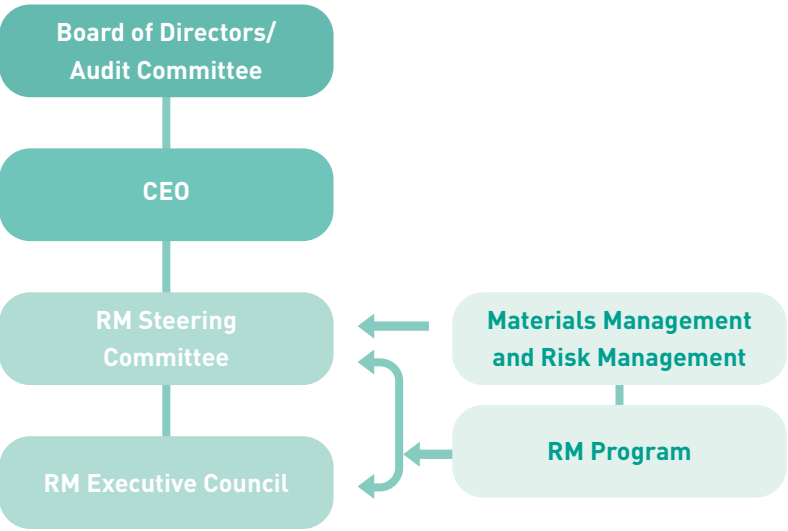 Board of Directors/
Audit Committee
CEO
RM Steering
Committee
Materials Management
and Risk Management
RM Executive Council
RM Program